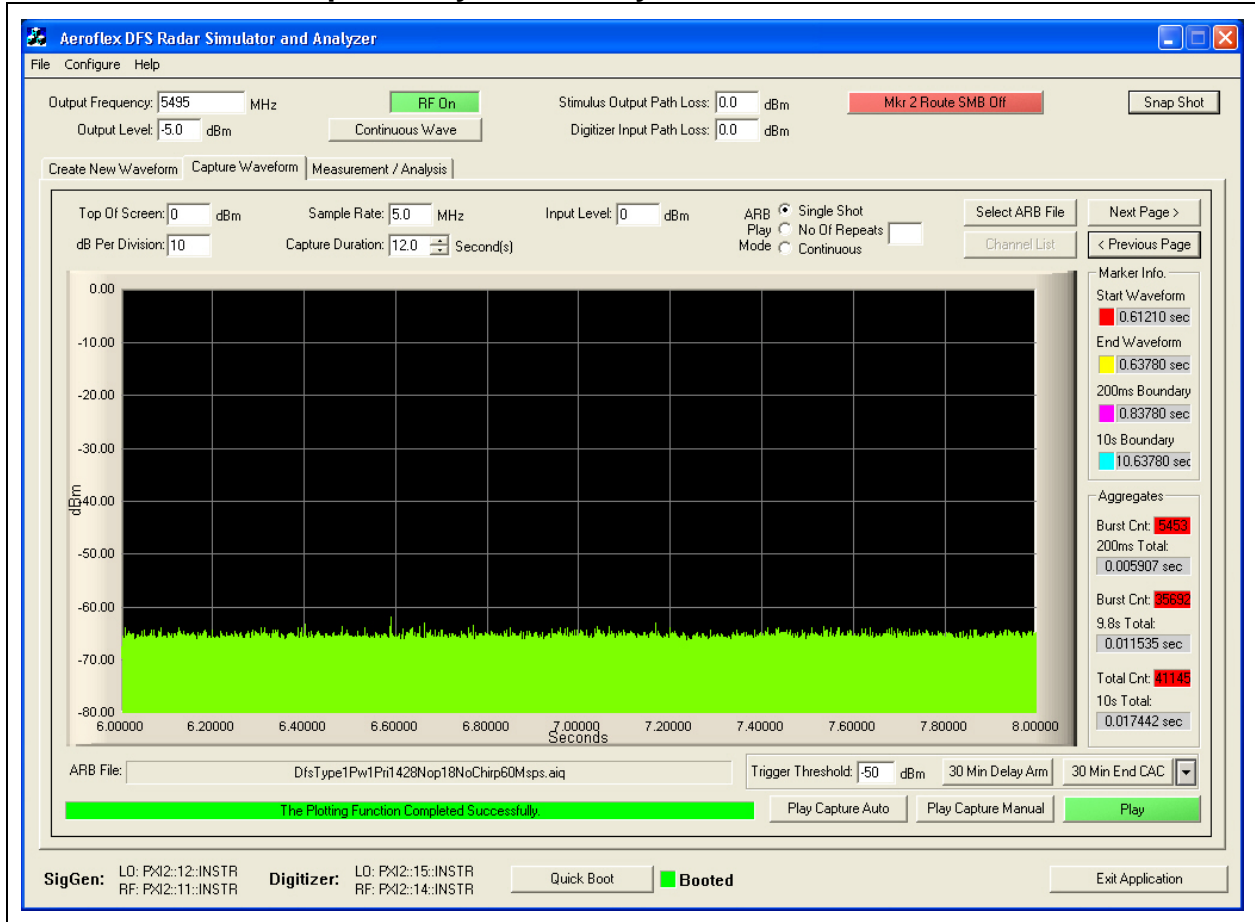 Aeroflex DFS Radar Simulator and Analyzer
File Configure Help
Output Frequency: 5495 MHz RF On Stimulus Output Path Loss: 0.0 dBm Mkr 2 Route SMB Off Snap Shot
Output Level: -5.0 dBm Continuous Wave Digitizer Input Path Loss: 0.0 dBm
Create New Waveform Capture Waveform Measurement / Analysis
Top Of Screen: 0 dBm Sample Rate: 5.0 MHz Input Level: 0 dBm ARB Play Mode Single Shot Select ARB File Next Page >
No Of Repeats
dB Per Division: 10 Capture Duration: 12.0 Second(s) Continuous Channel List < Previous Page
Marker Info.
Start Waveform
0.61210 sec
End Waveform
0.63780 sec
200ms Boundary
0.83780 sec
10s Boundary
10.63780 sec
Aggregates
Burst Cnt: 5453
200ms Total:
0.005907 sec
Burst Cnt: 35692
9.8s Total:
0.011535 sec
Total Cnt: 41145
10s Total:
0.017442 sec
0.00
-10.00
-20.00
-30.00
-40.00
-50.00
-60.00
-70.00
-80.00
dBm
6.00000 6.20000 6.40000 6.60000 6.80000 7.00000 7.20000 7.40000 7.60000 7.80000 8.00000
Seconds
ARB File: DfsType1Pw1Pri1428Nop18NoChirp60Msps.aiq Trigger Threshold: -50 dBm 30 Min Delay Arm 30 Min End CAC
The Plotting Function Completed Successfully. Play Capture Auto Play Capture Manual Play
SigGen: LO: PXI2::12::INSTR Digitizer: LO: PXI2::15::INSTR Quick Boot Booted Exit Application
RF: PXI2::11::INSTR RF: PXI2::14::INSTR